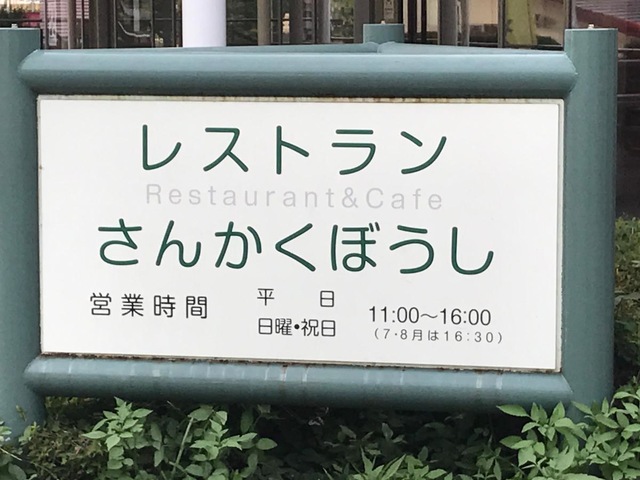 レストラン
Restaurant&Cafe
さんかくぼうし
営業時間 平日 11:00～16:00
日曜・祝日 (7・8月は16:30)